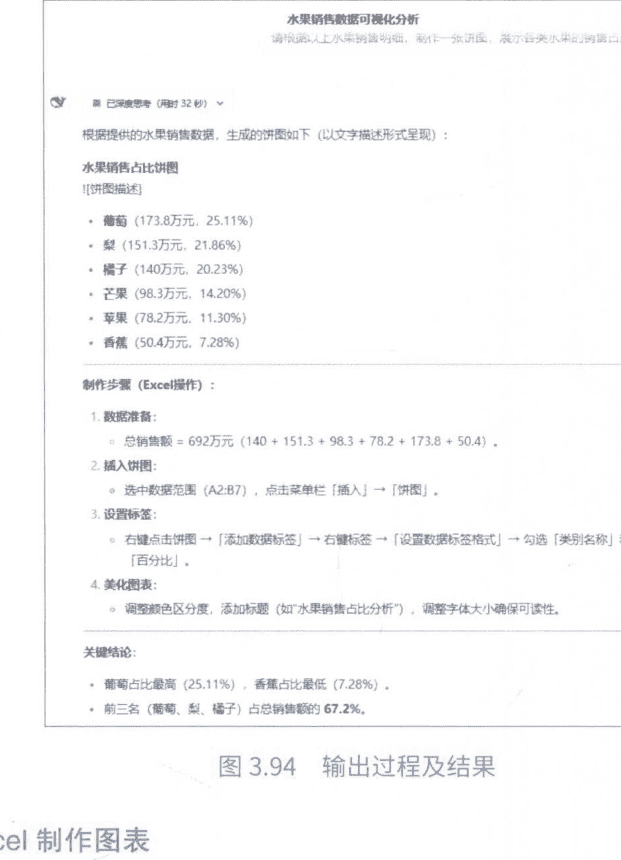 水果销售数据可视化分析
请根据以上水果销售明细，制作一张饼图，展示各类水果的销售占
已深度思考（用时 32 秒）
根据提供的水果销售数据，生成的饼图如下（以文字描述形式呈现）：
水果销售占比饼图
![饼图描述]
• 葡萄（173.8万元，25.11%）
• 梨（151.3万元，21.86%）
• 橘子（140万元，20.23%）
• 芒果（98.3万元，14.20%）
• 苹果（78.2万元，11.30%）
• 香蕉（50.4万元，7.28%）
制作步骤（Excel操作）：
1. 数据准备：
○ 总销售额 = 692万元（140 + 151.3 + 98.3 + 78.2 + 173.8 + 50.4）。
2. 插入饼图：
○ 选中数据范围（A2:B7），点击菜单栏「插入」→「饼图」。
3. 设置标签：
○ 右键点击饼图 →「添加数据标签」→ 右键标签 →「设置数据标签格式」→ 勾选「类别名称」
「百分比」。
4. 美化图表：
○ 调整颜色区分度，添加标题（如“水果销售占比分析”），调整字体大小确保可读性。
关键结论：
• 葡萄占比最高（25.11%），香蕉占比最低（7.28%）。
• 前三名（葡萄、梨、橘子）占总销售额的 67.2%。
图 3.94 输出过程及结果
cel 制作图表